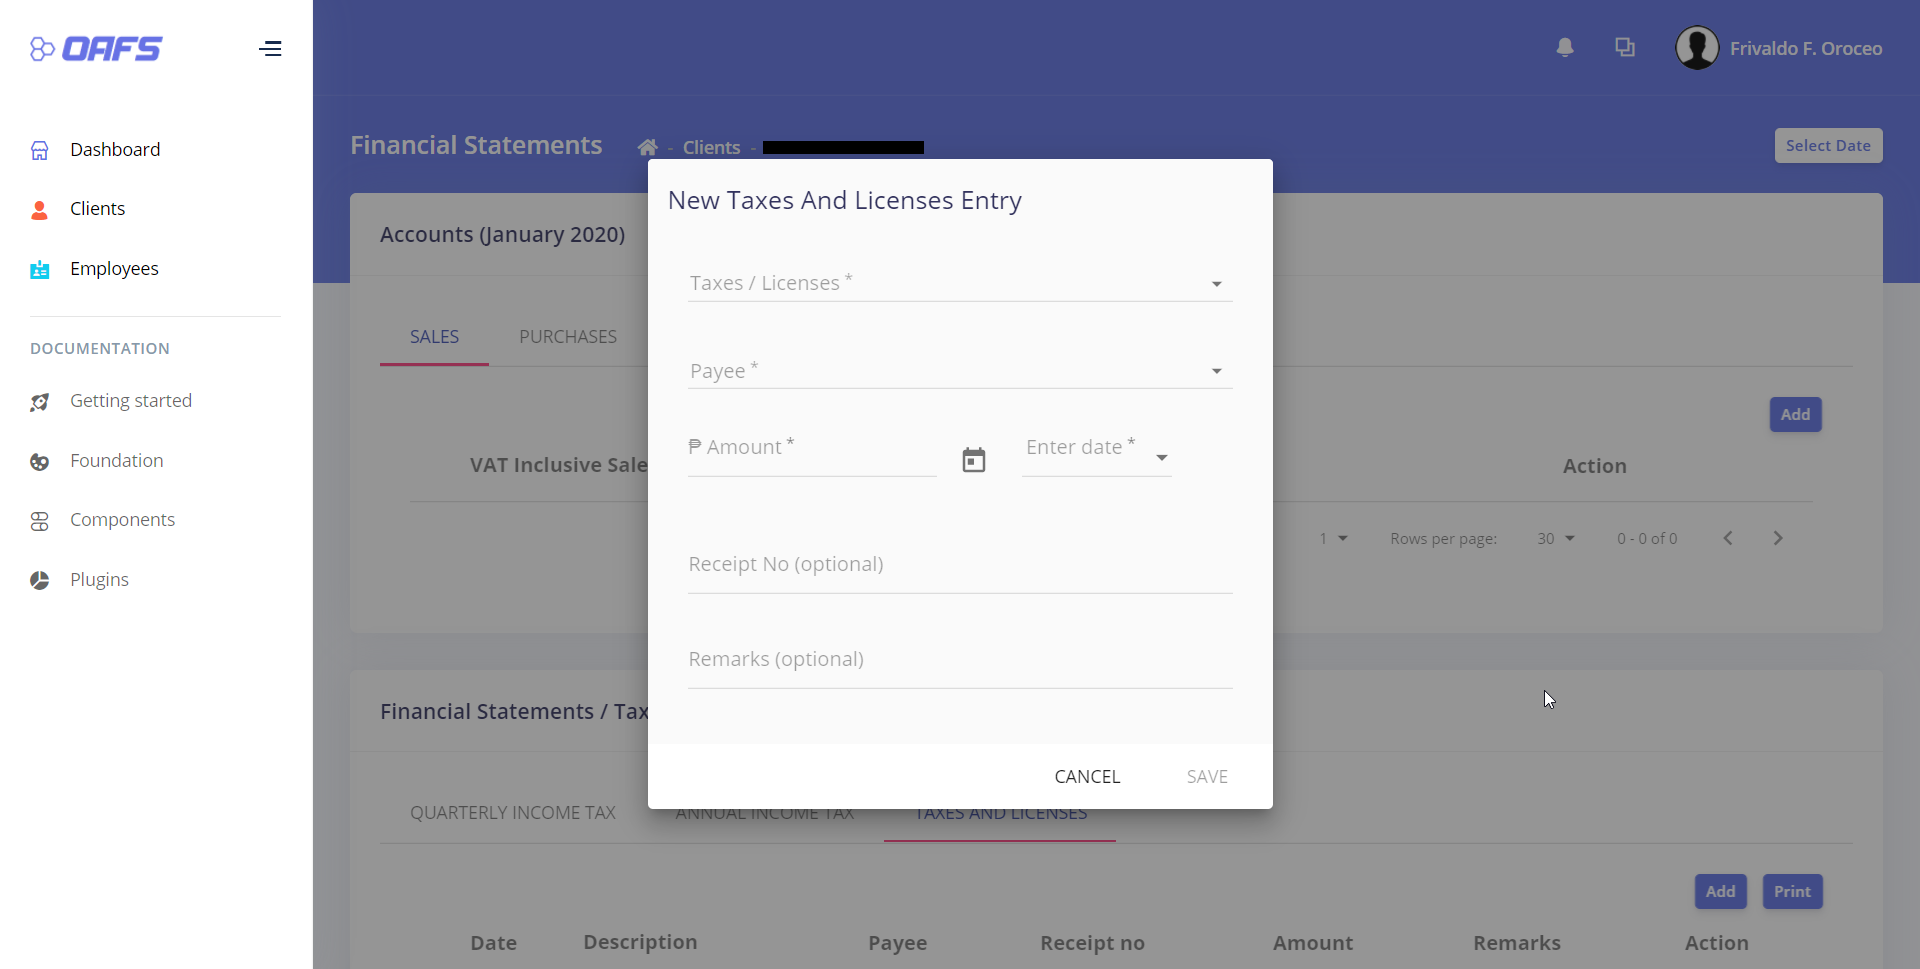 OAFS
Frivaldo F. Oroceo
Dashboard
Clients
Employees
DOCUMENTATION
Getting started
Foundation
Components
Plugins
Financial Statements
- Clients -
Select Date
Accounts (January 2020)
SALES PURCHASES
Add
VAT Inclusive Sale
Action
1 Rows per page: 30 0 - 0 of 0
New Taxes And Licenses Entry
Taxes / Licenses *
Payee *
₱ Amount * Enter date *
Receipt No (optional)
Remarks (optional)
CANCEL SAVE
Financial Statements / Tax
QUARTERLY INCOME TAX ANNUAL INCOME TAX TAXES AND LICENSES
Add Print
Date Description Payee Receipt no Amount Remarks Action